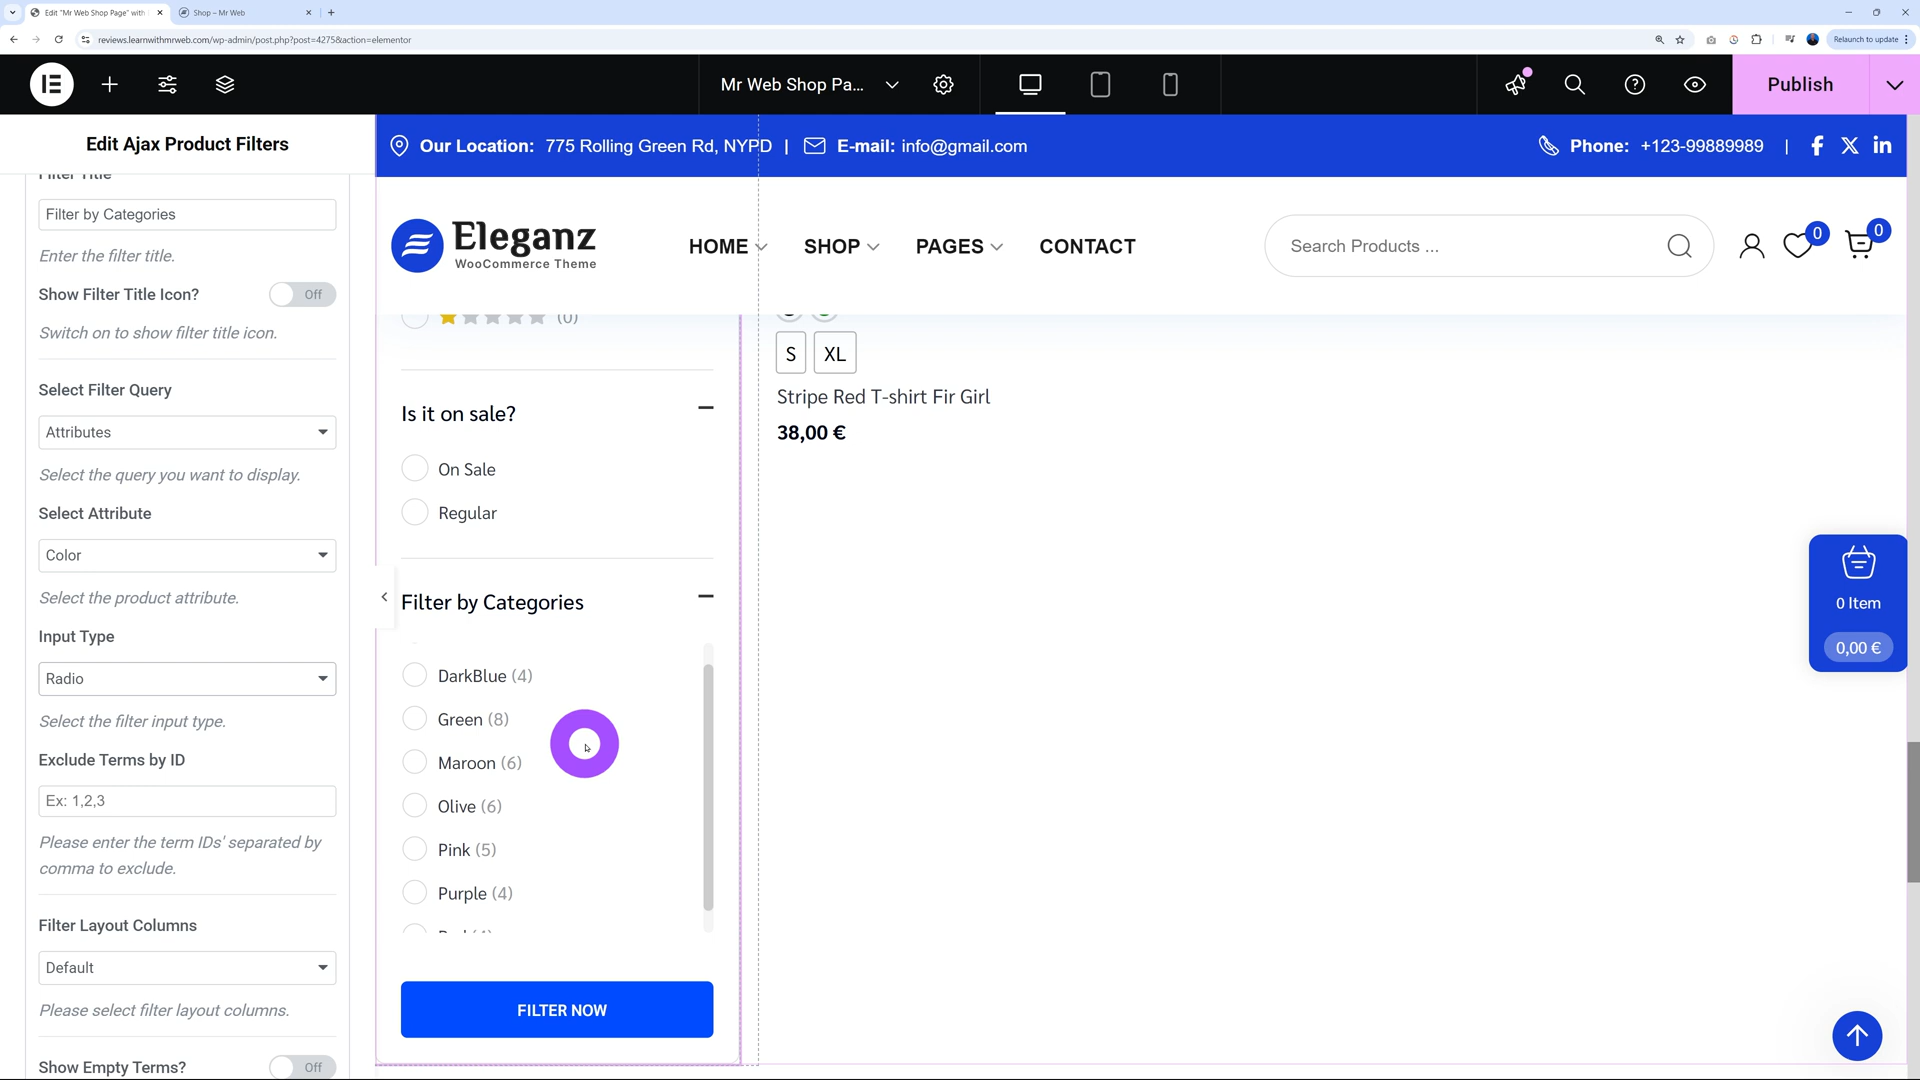 Edit "Mr Web Shop Page" with
Shop – Mr Web
reviews.learnwithmrweb.com/wp-admin/post.php?post=4275&action=elementor
Relaunch to update
Mr Web Shop Pa...
Publish
Edit Ajax Product Filters
Filter Title
Filter by Categories
Enter the filter title.
Show Filter Title Icon?
Off
Switch on to show filter title icon.
Select Filter Query
Attributes
Select the query you want to display.
Select Attribute
Color
Select the product attribute.
Input Type
Radio
Select the filter input type.
Exclude Terms by ID
Ex: 1,2,3
Please enter the term IDs' separated by
comma to exclude.
Filter Layout Columns
Default
Please select filter layout columns.
Show Empty Terms?
Off
Our Location: 775 Rolling Green Rd, NYPD | E-mail: info@gmail.com
Phone: +123-99889989 |
Eleganz
WooCommerce Theme
HOME SHOP PAGES CONTACT
Search Products ...
0
0
(0)
Is it on sale?
On Sale
Regular
Filter by Categories
DarkBlue (4)
Green (8)
Maroon (6)
Olive (6)
Pink (5)
Purple (4)
FILTER NOW
S XL
Stripe Red T-shirt Fir Girl
38,00 €
0 Item
0,00 €